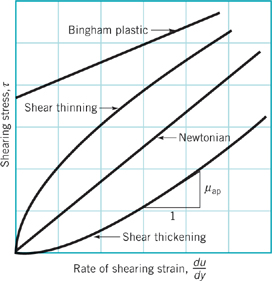 Bingham plastic
Shear thinning
Newtonian
μap
1
Shear thickening
Shearing stress, τ
Rate of shearing strain, du/dy